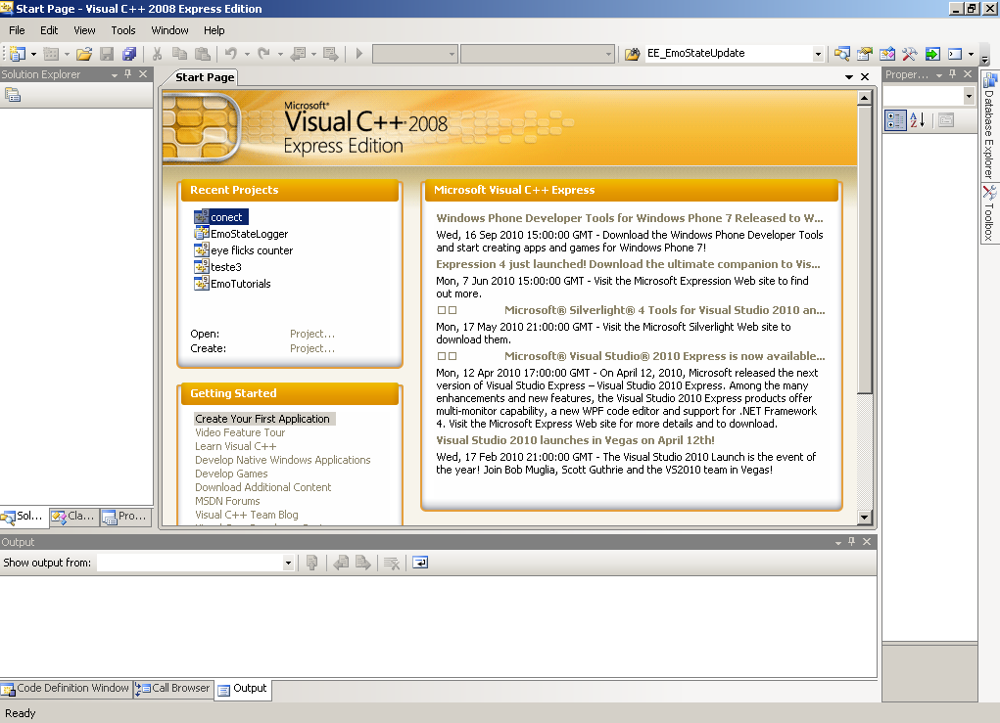 Start Page - Visual C++ 2008 Express Edition
File Edit View Tools Window Help
EE_EmoStateUpdate
Solution Explorer
Start Page
Proper...
Microsoft®
Visual C++ 2008
Express Edition
Database Explorer
Toolbox
Recent Projects
conect
EmoStateLogger
eye flicks counter
teste3
EmoTutorials
Open: Project...
Create: Project...
Getting Started
Create Your First Application
Video Feature Tour
Learn Visual C++
Develop Native Windows Applications
Develop Games
Download Additional Content
MSDN Forums
Visual C++ Team Blog
Microsoft Visual C++ Express
Windows Phone Developer Tools for Windows Phone 7 Released to W...
Wed, 16 Sep 2010 15:00:00 GMT - Download the Windows Phone Developer Tools
and start creating apps and games for Windows Phone 7!
Expression 4 just launched! Download the ultimate companion to Vis...
Mon, 7 Jun 2010 15:00:00 GMT - Visit the Microsoft Expression Web site to find
out more.
Microsoft® Silverlight® 4 Tools for Visual Studio 2010 an...
Mon, 17 May 2010 21:00:00 GMT - Visit the Microsoft Silverlight Web site to
download them.
Microsoft® Visual Studio® 2010 Express is now available...
Mon, 12 Apr 2010 17:00:00 GMT - On April 12, 2010, Microsoft released the next
version of Visual Studio Express – Visual Studio 2010 Express. Among the many
enhancements and new features, the Visual Studio 2010 Express products offer
multi-monitor capability, a new WPF code editor and support for .NET Framework
4. Visit the Microsoft Express Web site for more details and to download.
Visual Studio 2010 launches in Vegas on April 12th!
Wed, 17 Feb 2010 21:00:00 GMT - The Visual Studio 2010 Launch is the event of
the year! Join Bob Muglia, Scott Guthrie and the VS2010 team in Vegas!
Sol... Cla... Pro...
Output
Show output from:
Code Definition Window Call Browser Output
Ready